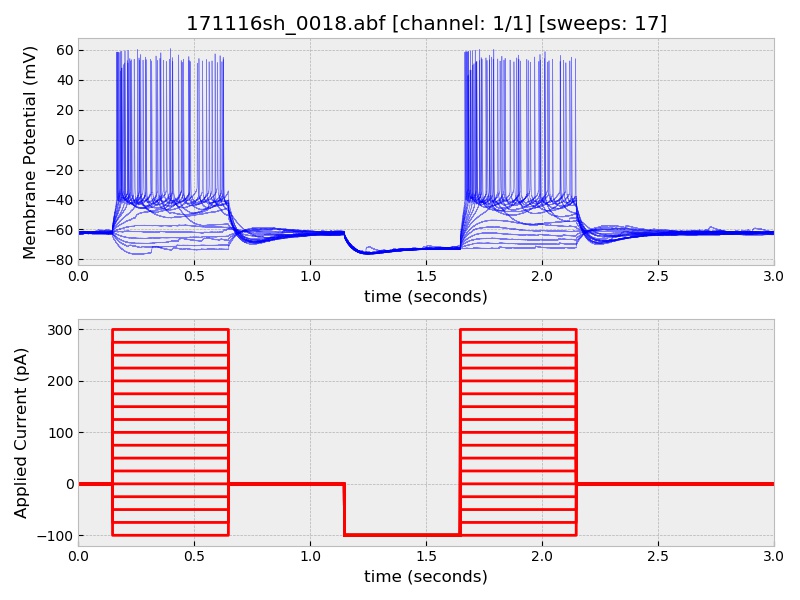 171116sh_0018.abf [channel: 1/1] [sweeps: 17]
Membrane Potential (mV)
60
40
20
0
−20
−40
−60
−80
0.0 0.5 1.0 1.5 2.0 2.5 3.0
time (seconds)
Applied Current (pA)
300
200
100
0
−100
0.0 0.5 1.0 1.5 2.0 2.5 3.0
time (seconds)